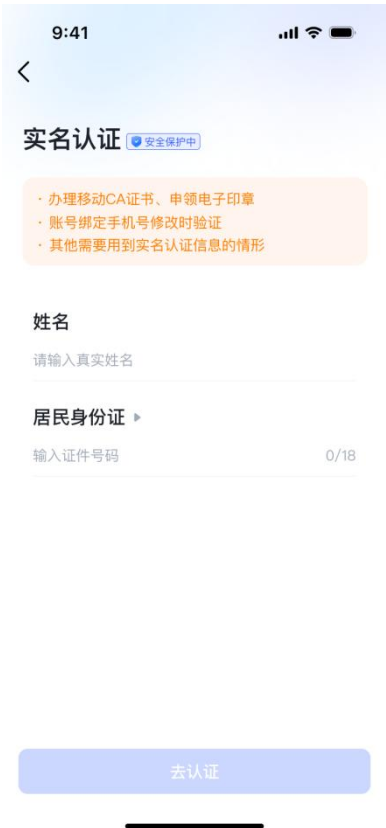 9:41
实名认证 安全保护中
· 办理移动CA证书、申领电子印章
· 账号绑定手机号修改时验证
· 其他需要用到实名认证信息的情形
姓名
请输入真实姓名
居民身份证
输入证件号码 0/18
去认证